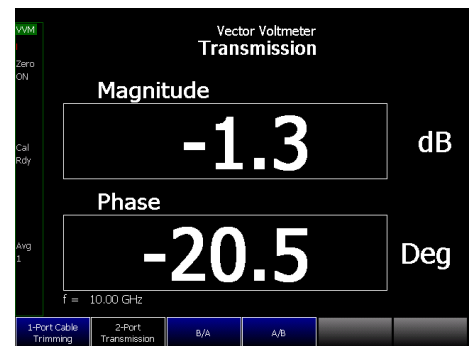 VVM
Vector Voltmeter
Transmission
Zero
ON
Magnitude
-1.3
dB
Cal
Rdy
Phase
-20.5
Deg
Avg
1
f = 10.00 GHz
1-Port Cable
Trimming
2-Port
Transmission
B/A
A/B